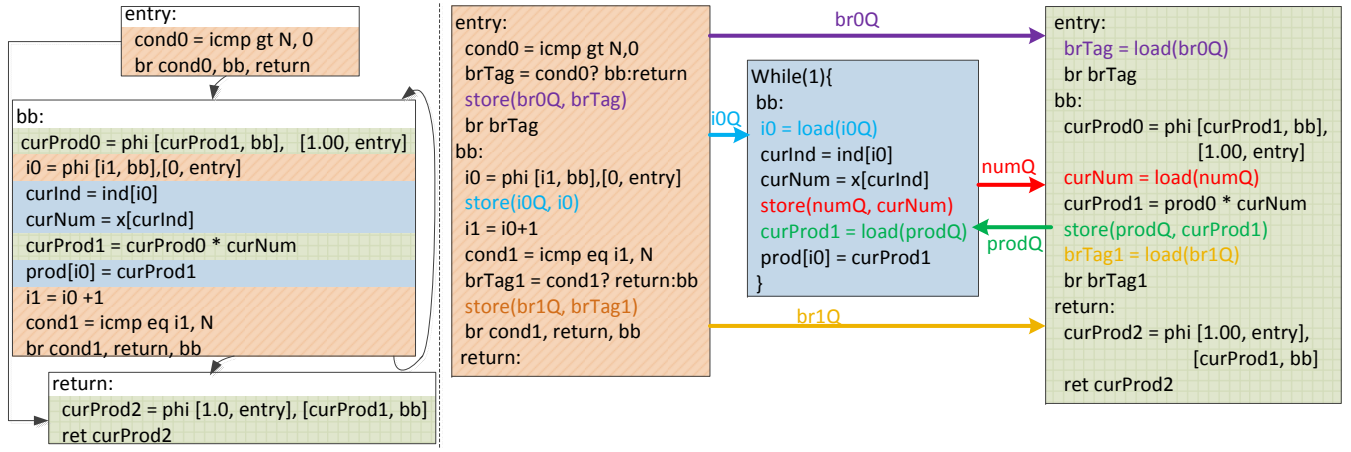 entry:
cond0 = icmp gt N, 0
br cond0, bb, return
bb:
curProd0 = phi [curProd1, bb], [1.00, entry]
i0 = phi [i1, bb],[0, entry]
curInd = ind[i0]
curNum = x[curInd]
curProd1 = curProd0 * curNum
prod[i0] = curProd1
i1 = i0 +1
cond1 = icmp eq i1, N
br cond1, return, bb
return:
curProd2 = phi [1.0, entry], [curProd1, bb]
ret curProd2
entry:
cond0 = icmp gt N,0
brTag = cond0? bb:return
store(br0Q, brTag)
br brTag
bb:
i0 = phi [i1, bb],[0, entry]
store(i0Q, i0)
i1 = i0+1
cond1 = icmp eq i1, N
brTag1 = cond1? return:bb
store(br1Q, brTag1)
br cond1, return, bb
return:
br0Q
i0Q
While(1){
bb:
i0 = load(i0Q)
curInd = ind[i0]
curNum = x[curInd]
store(numQ, curNum)
curProd1 = load(prodQ)
prod[i0] = curProd1
}
numQ
prodQ
br1Q
entry:
brTag = load(br0Q)
br brTag
bb:
curProd0 = phi [curProd1, bb],
[1.00, entry]
curNum = load(numQ)
curProd1 = prod0 * curNum
store(prodQ, curProd1)
brTag1 = load(br1Q)
br brTag1
return:
curProd2 = phi [1.00, entry],
[curProd1, bb]
ret curProd2